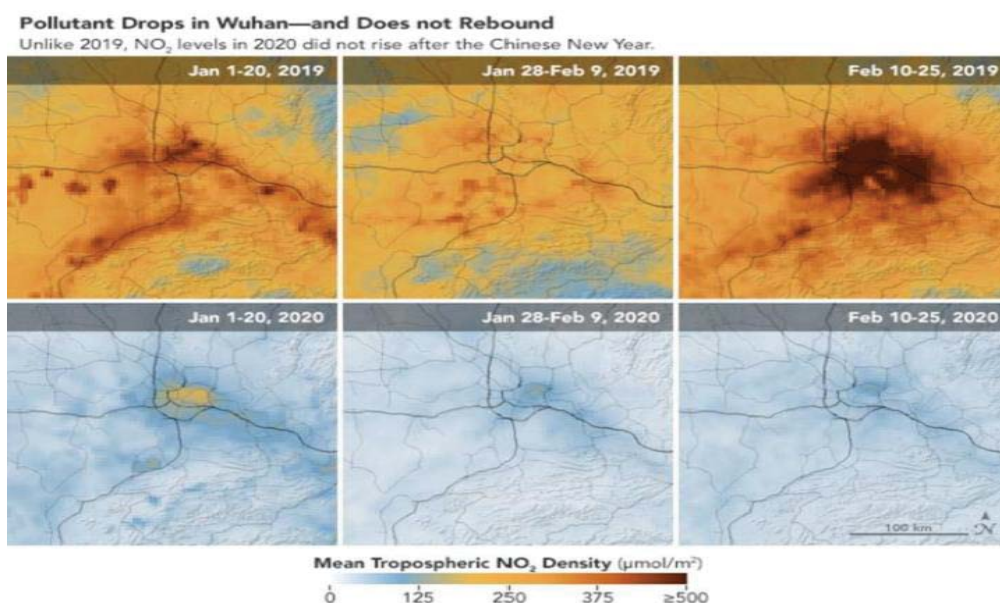 Pollutant Drops in Wuhan—and Does not Rebound
Unlike 2019, NO₂ levels in 2020 did not rise after the Chinese New Year.
Jan 1-20, 2019
Jan 28-Feb 9, 2019
Feb 10-25, 2019
Jan 1-20, 2020
Jan 28-Feb 9, 2020
Feb 10-25, 2020
100 km
N
Mean Tropospheric NO₂ Density (µmol/m²)
0 125 250 375 ≥500